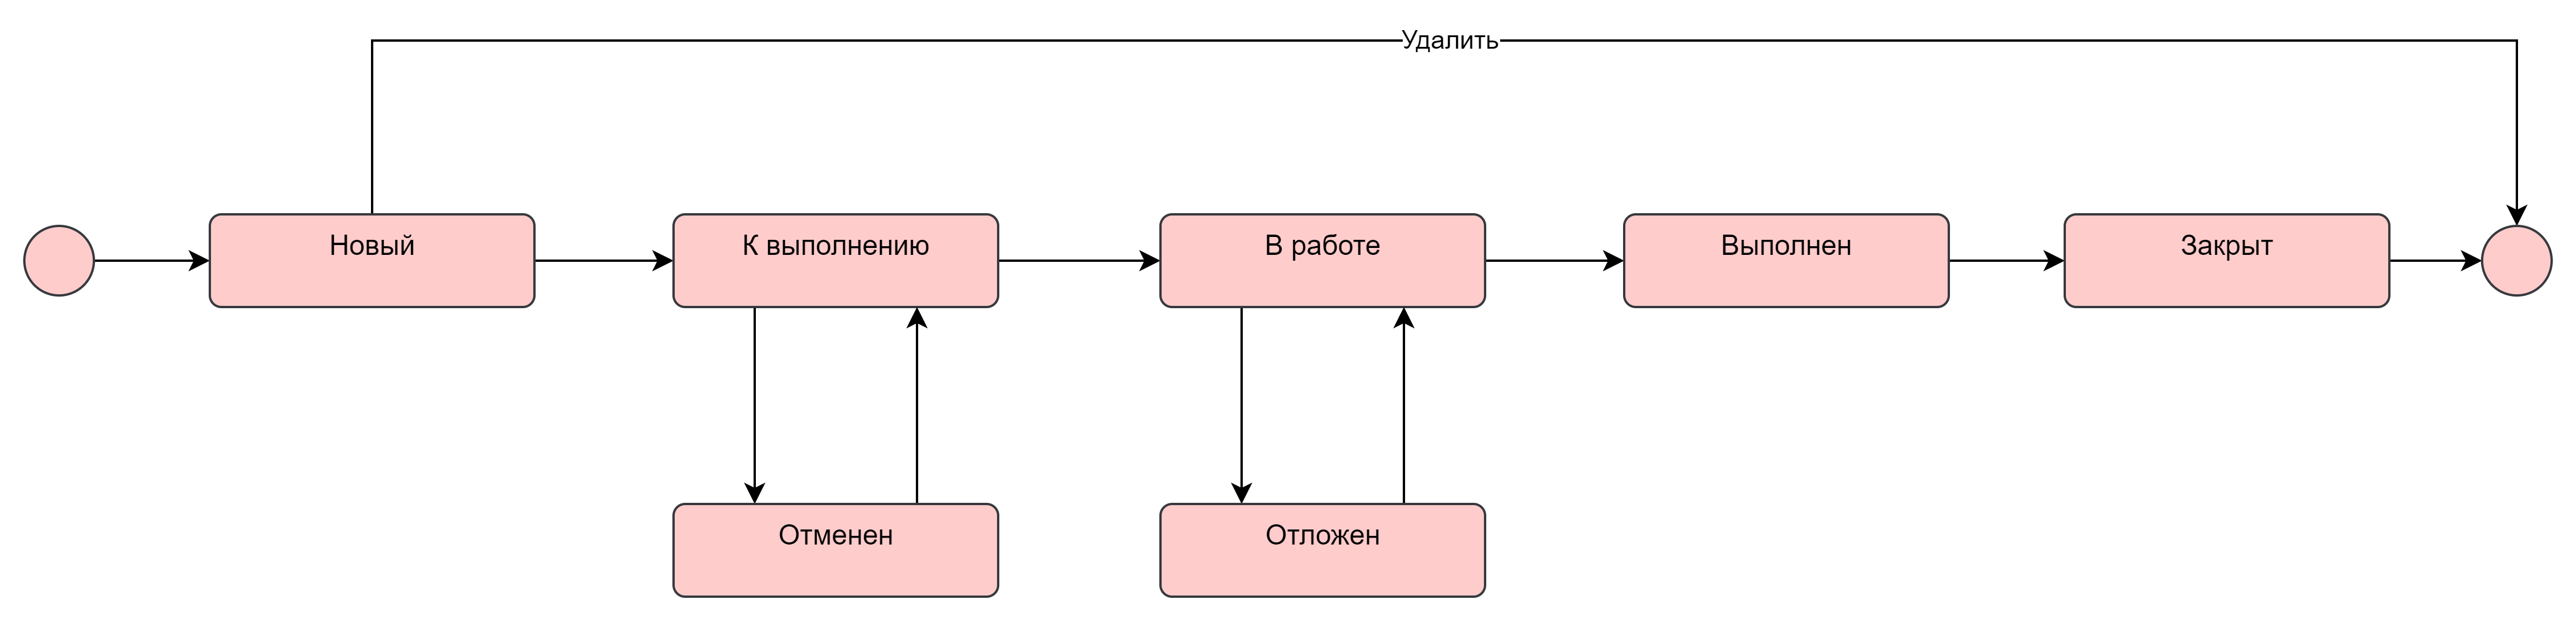 Удалить
Новый
К выполнению
В работе
Выполнен
Закрыт
Отменен
Отложен